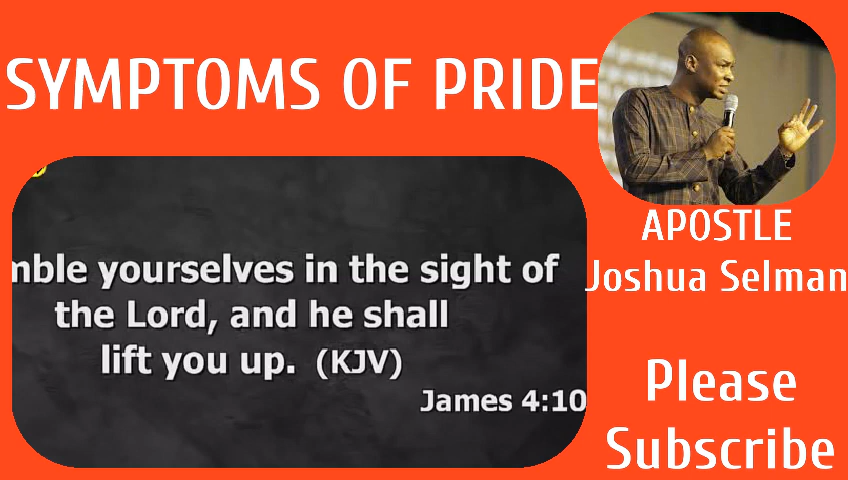 SYMPTOMS OF PRIDE
mble yourselves in the sight of
the Lord, and he shall
lift you up. (KJV)
James 4:10
APOSTLE
Joshua Selman
Please
Subscribe